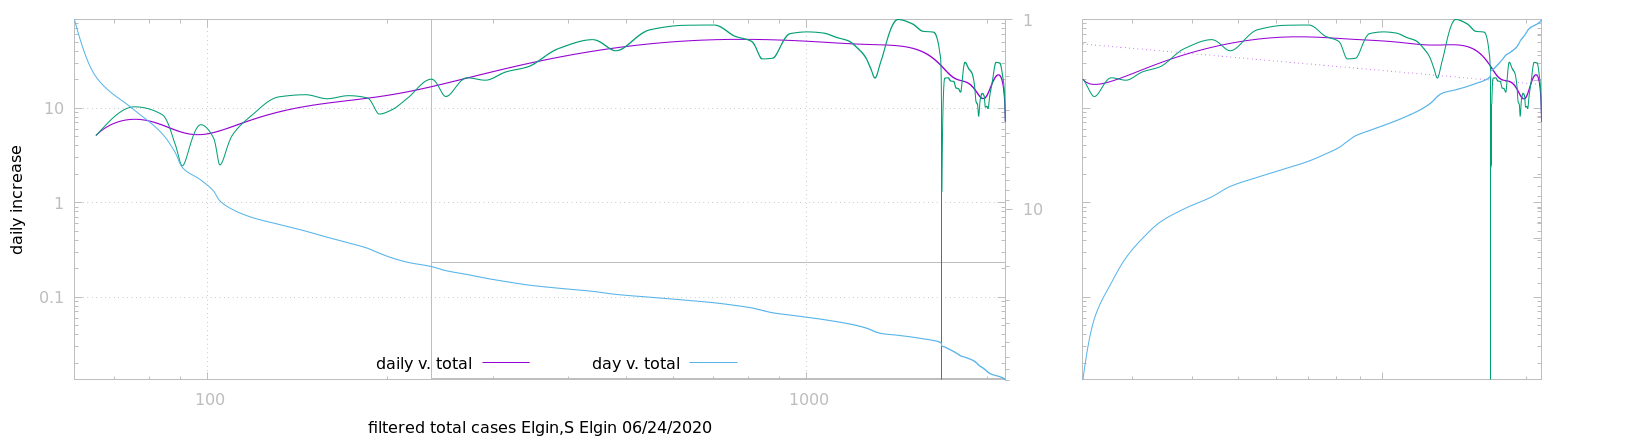 1
10
daily increase
1
10
0.1
daily v. total
day v. total
100
1000
filtered total cases Elgin,S Elgin 06/24/2020